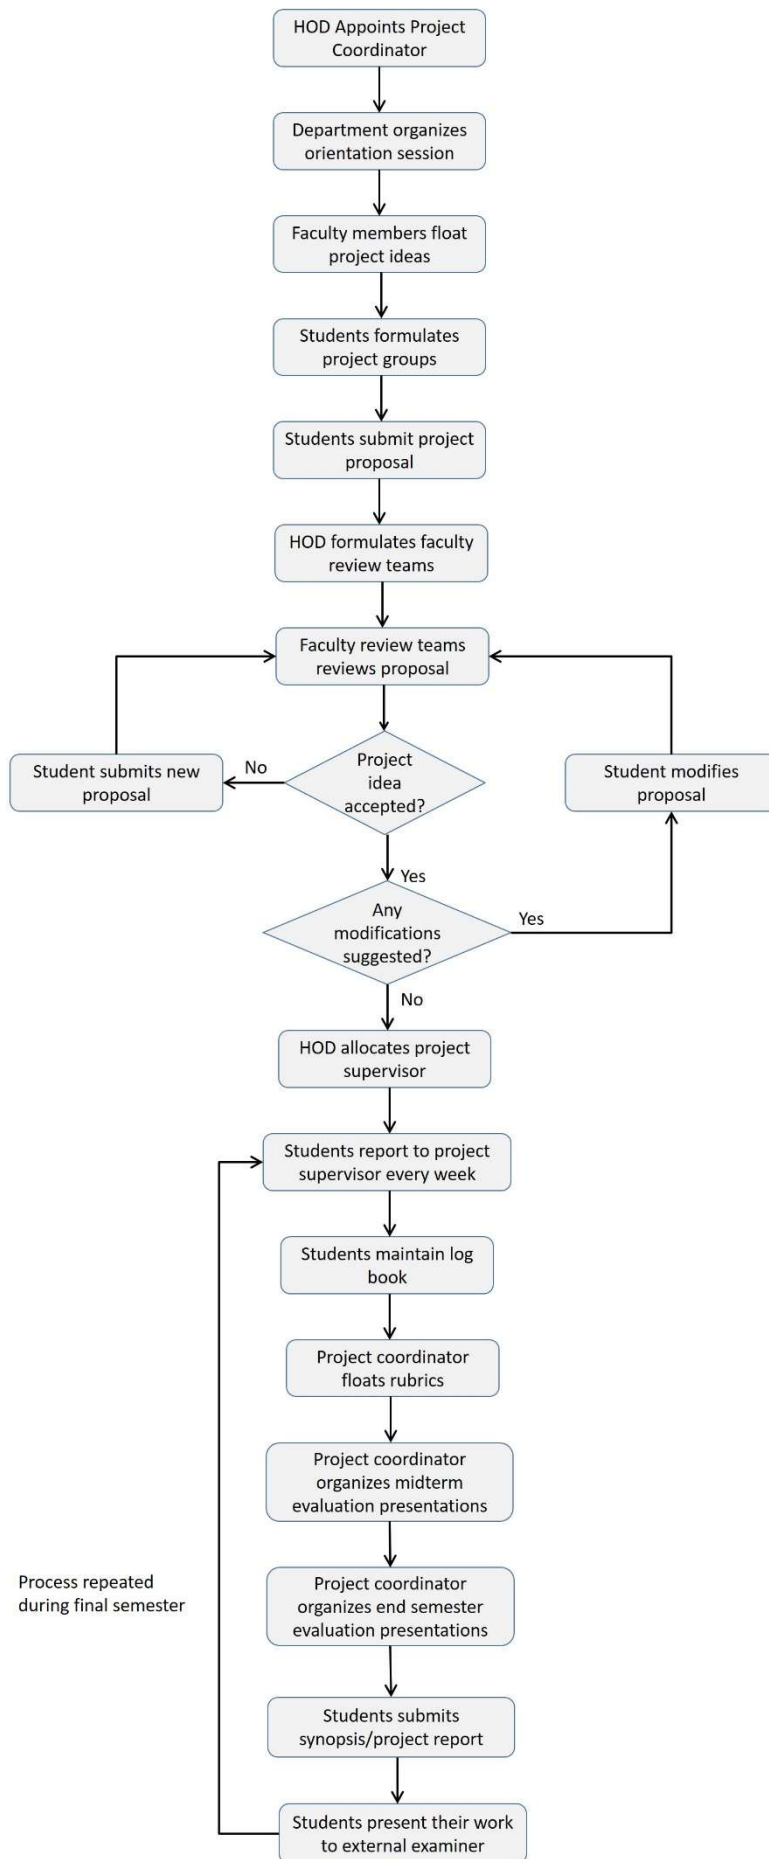 HOD Appoints Project
Coordinator
Department organizes
orientation session
Faculty members float
project ideas
Students formulates
project groups
Students submit project
proposal
HOD formulates faculty
review teams
Faculty review teams
reviews proposal
Student submits new
proposal
No
Project
idea
accepted?
Student modifies
proposal
Yes
Any
modifications
suggested?
Yes
No
HOD allocates project
supervisor
Students report to project
supervisor every week
Students maintain log
book
Project coordinator
floats rubrics
Project coordinator
organizes midterm
evaluation presentations
Process repeated
during final semester
Project coordinator
organizes end semester
evaluation presentations
Students submits
synopsis/project report
Students present their work
to external examiner